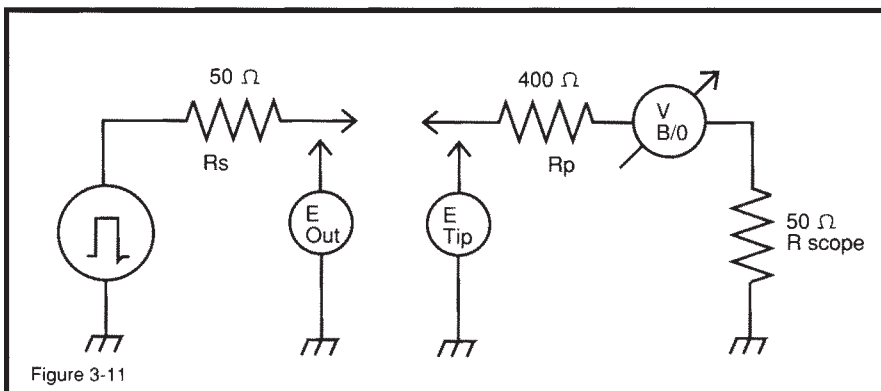 50 Ω
Rs
E
Out
E
Tip
400 Ω
Rp
V
B/0
50 Ω
R scope
Figure 3-11